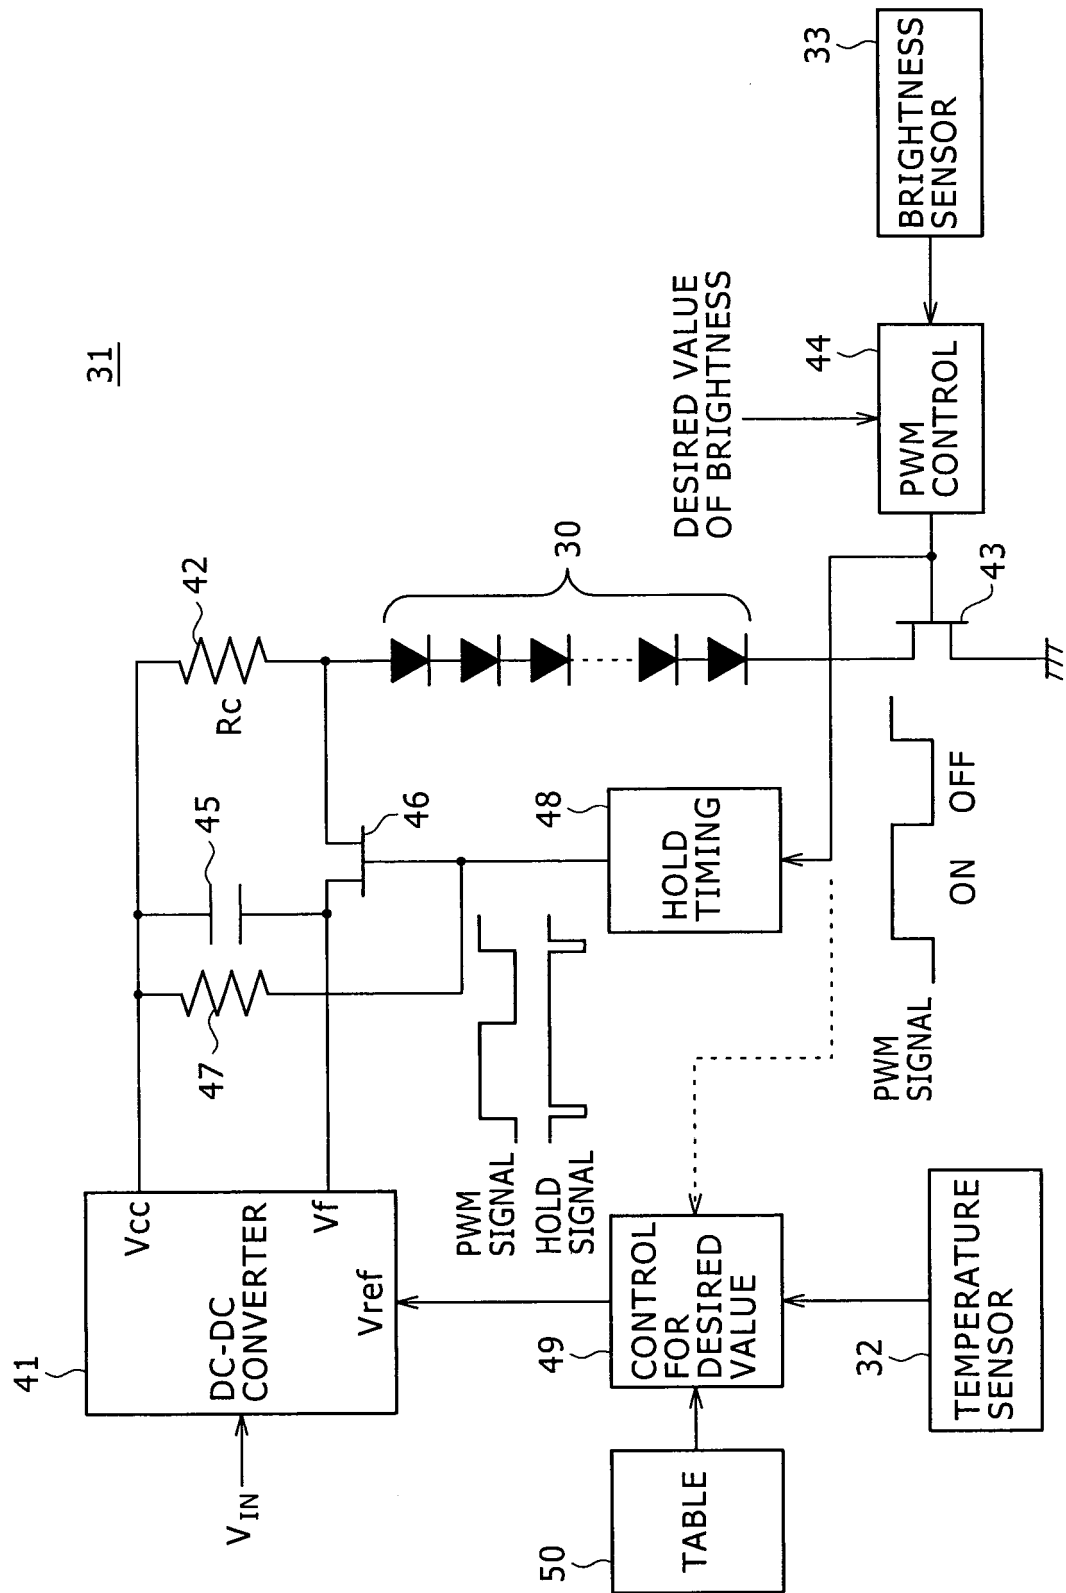 31
41
DC-DC
CONVERTER
Vcc
Vf
Vref
VIN
47
45
42
Rc
46
30
PWM
SIGNAL
HOLD
SIGNAL
48
HOLD
TIMING
DESIRED VALUE
OF BRIGHTNESS
33
BRIGHTNESS
SENSOR
44
PWM
CONTROL
43
50
TABLE
49
CONTROL
FOR
DESIRED
VALUE
32
TEMPERATURE
SENSOR
PWM
SIGNAL
ON
OFF